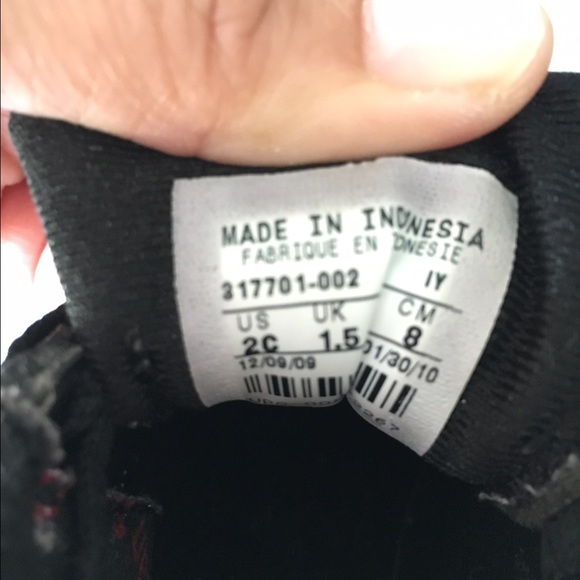 MADE IN INDONESIA
FABRIQUE EN INDONESIE
317701-002 IY
US UK CM
2C 1.5 8
12/09/09 01/30/10